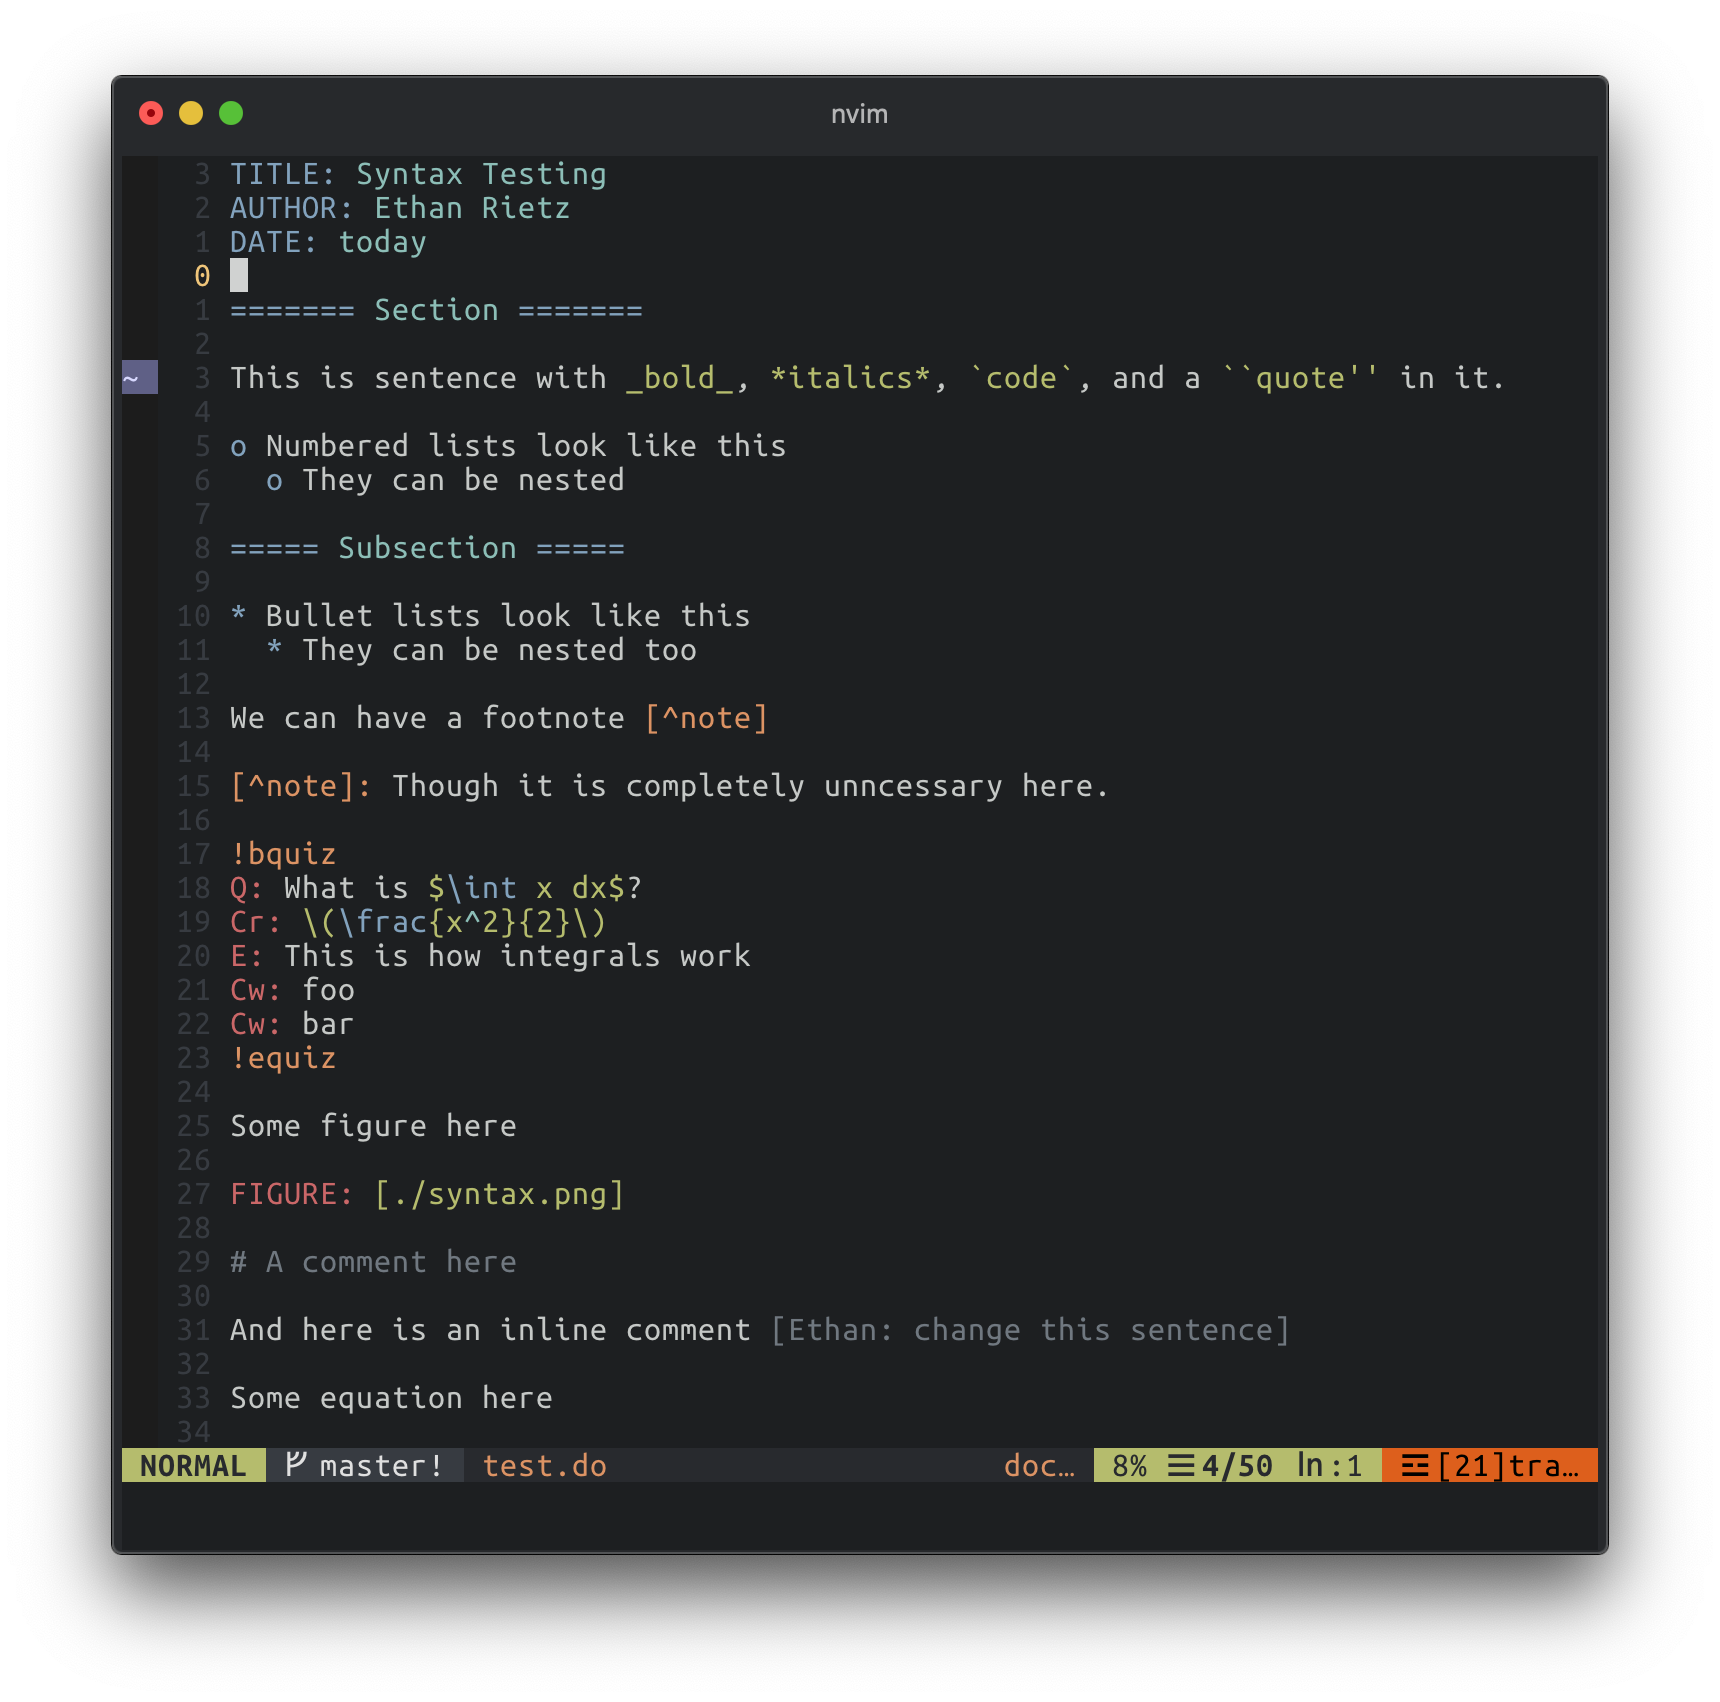 nvim
3 TITLE: Syntax Testing
2 AUTHOR: Ethan Rietz
1 DATE: today
0
1 ======= Section =======
2
~ 3 This is sentence with _bold_, *italics*, `code`, and a ``quote'' in it.
4
5 o Numbered lists look like this
6   o They can be nested
7
8 ===== Subsection =====
9
10 * Bullet lists look like this
11   * They can be nested too
12
13 We can have a footnote [^note]
14
15 [^note]: Though it is completely unncessary here.
16
17 !bquiz
18 Q: What is $\int x dx$?
19 Cr: \(\frac{x^2}{2}\)
20 E: This is how integrals work
21 Cw: foo
22 Cw: bar
23 !equiz
24
25 Some figure here
26
27 FIGURE: [./syntax.png]
28
29 # A comment here
30
31 And here is an inline comment [Ethan: change this sentence]
32
33 Some equation here
34
NORMAL master! test.do doc… 8% ☰4/50 ln:1 ☲[21]tra…